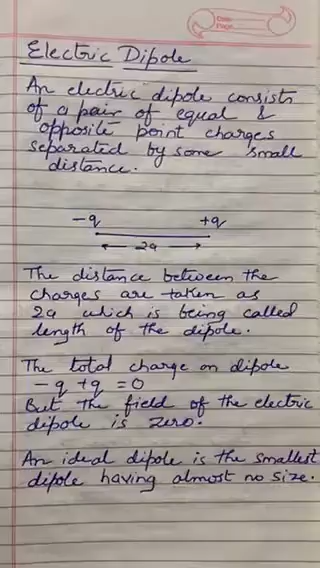 Date
Page
Electric Dipole
An electric dipole consists
of a pair of equal &
opposite point charges
separated by some small
distance.
-q +q
2a
The distance between the
charges are taken as
2a which is being called
length of the dipole.
The total charge on dipole
-q +q = 0
But the field of the electric
dipole is zero.
An ideal dipole is the smallest
dipole having almost no size.